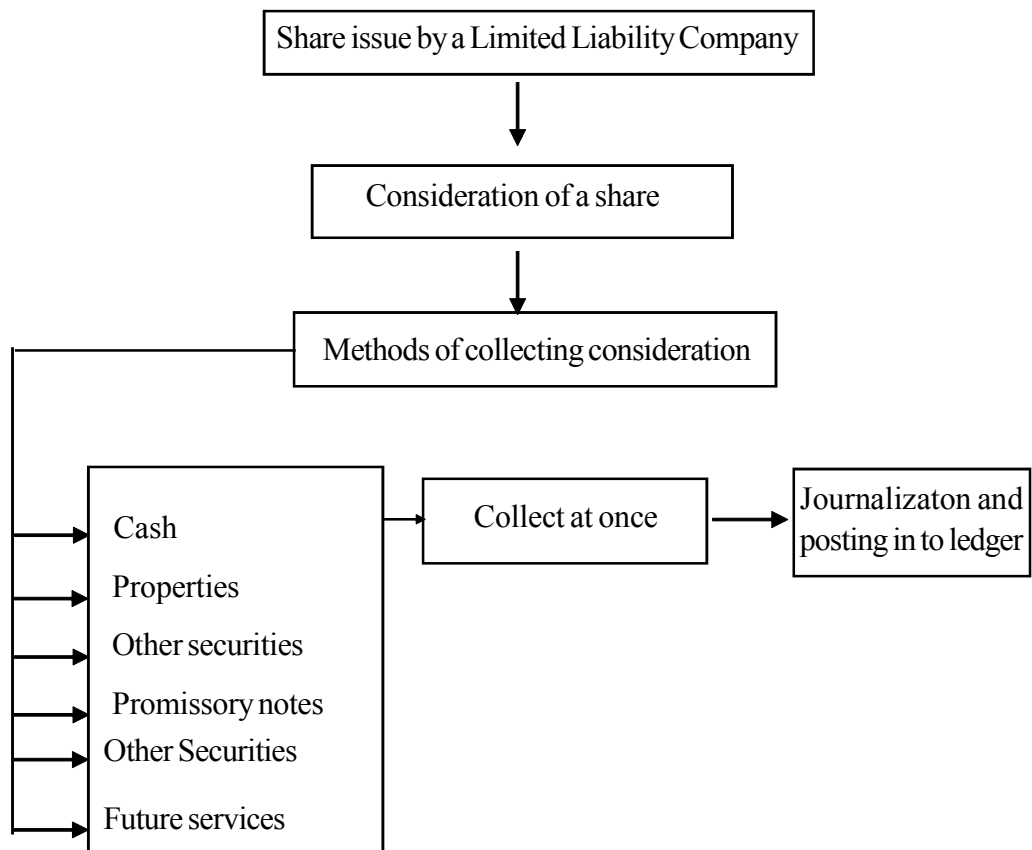 Share issue by a Limited Liability Company
Consideration of a share
Methods of collecting consideration
Cash
Properties
Other securities
Promissory notes
Other Securities
Future services
Collect at once
Journalizaton and
posting in to ledger